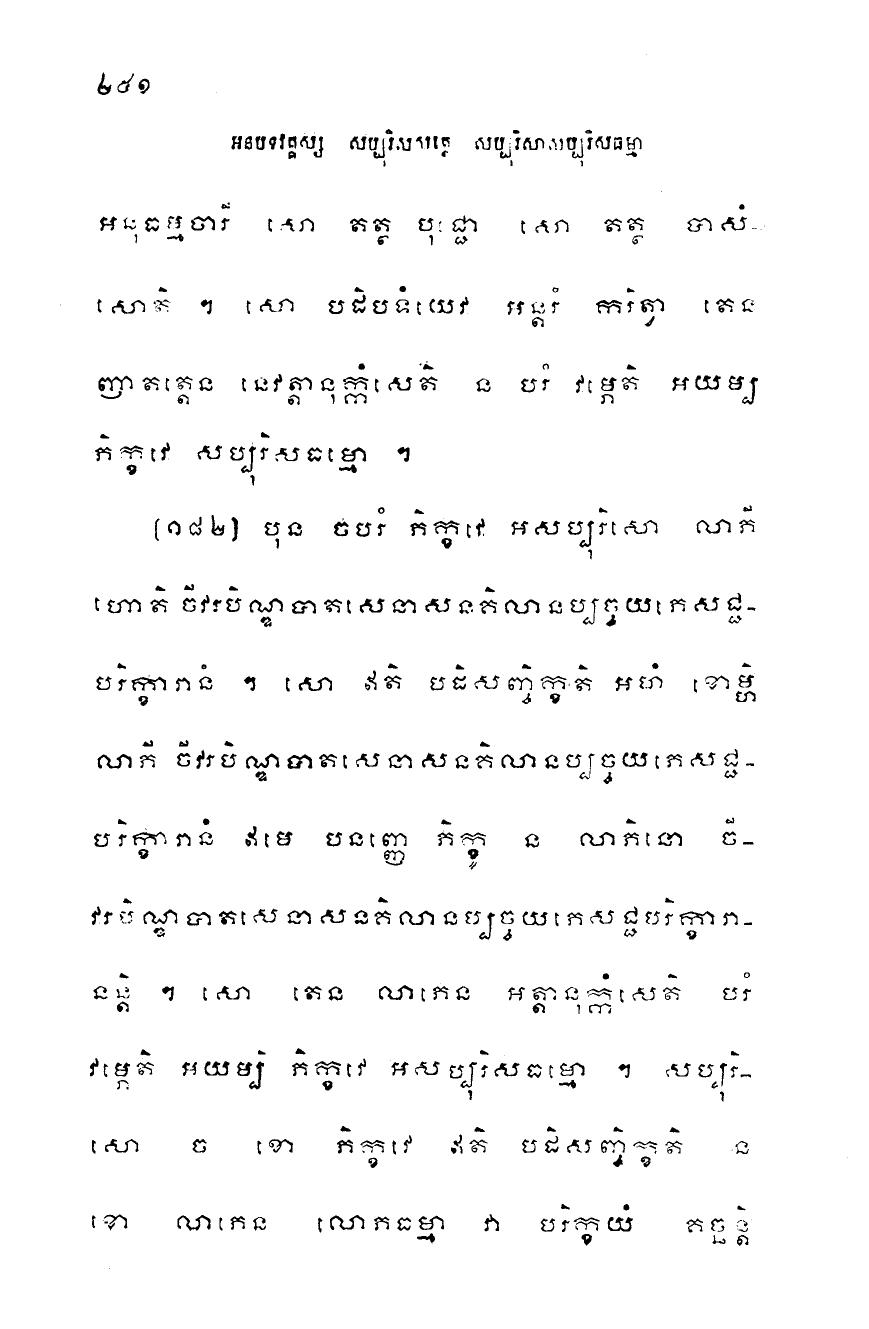 ២៥១
អនុបទវគ្គស្ស សប្បុរិសសុត្តេ សប្បុរិសាសប្បុរិសធម្មា
អនុធម្មចារី សោ តត្ថ បុជ្ជោ សោ តត្ថ បាសំ-
សោតិ ។ សោ បដិបទំយេវ អន្តរំ ករិត្វា តេន
ញាតត្តេន នេវត្តានុក្កំសេតិ ន បរំ វម្ភេតិ អយម្ប
ភិក្ខវេ សប្បុរិសធម្មោ ។
(១៨២) បុន ចបរំ ភិក្ខវេ អសប្បុរិសោ លាភី
ហោតិ ចីវរបិណ្ឌបាតសេនាសនគិលានប្បច្ចយភេសជ្ជ-
បរិក្ខារានំ ។ សោ ឥតិ បដិសញ្ចិក្ខតិ អហំ ខោម្ហិ
លាភី ចីវរបិណ្ឌបាតសេនាសនគិលានប្បច្ចយភេសជ្ជ-
បរិក្ខារានំ ឥមេ បនញ្ញេ ភិក្ខូ ន លាភិនោ ចី-
វរបិណ្ឌបាតសេនាសនគិលានប្បច្ចយភេសជ្ជបរិក្ខារា-
នន្តិ ។ សោ តេន លាភេន អត្តានុក្កំសេតិ បរំ
វម្ភេតិ អយម្បិ ភិក្ខវេ អសប្បុរិសធម្មោ ។ សប្បុរិ-
សោ ច ខោ ភិក្ខវេ ឥតិ បដិសញ្ចិក្ខតិ ន
ខោ លាភេន លោភធម្មា វា បរិក្ខយំ គច្ឆន្តិ